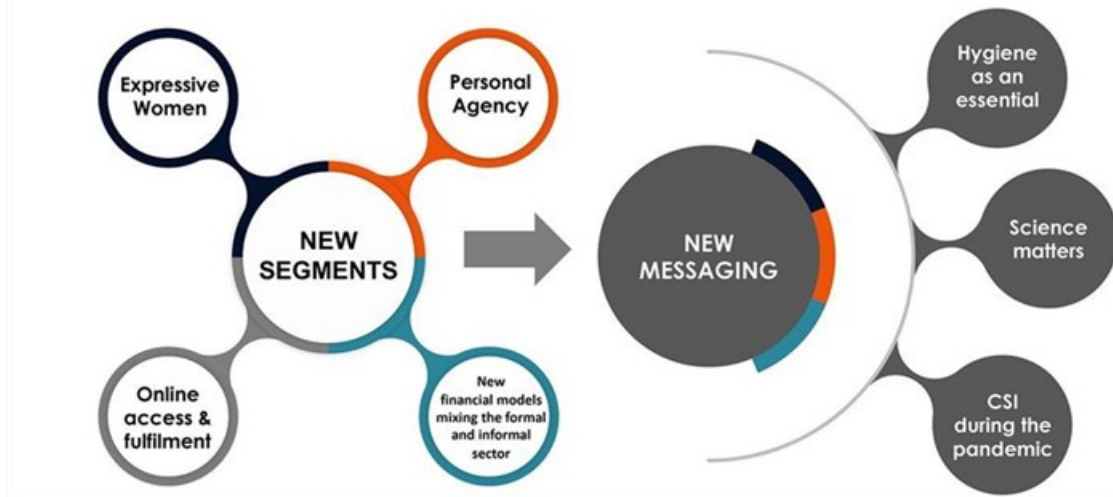 Expressive
Women
Personal
Agency
NEW
SEGMENTS
Online
access &
fulfilment
New
financial models
mixing the formal
and informal
sector
NEW
MESSAGING
Hygiene
as an
essential
Science
matters
CSI
during the
pandemic